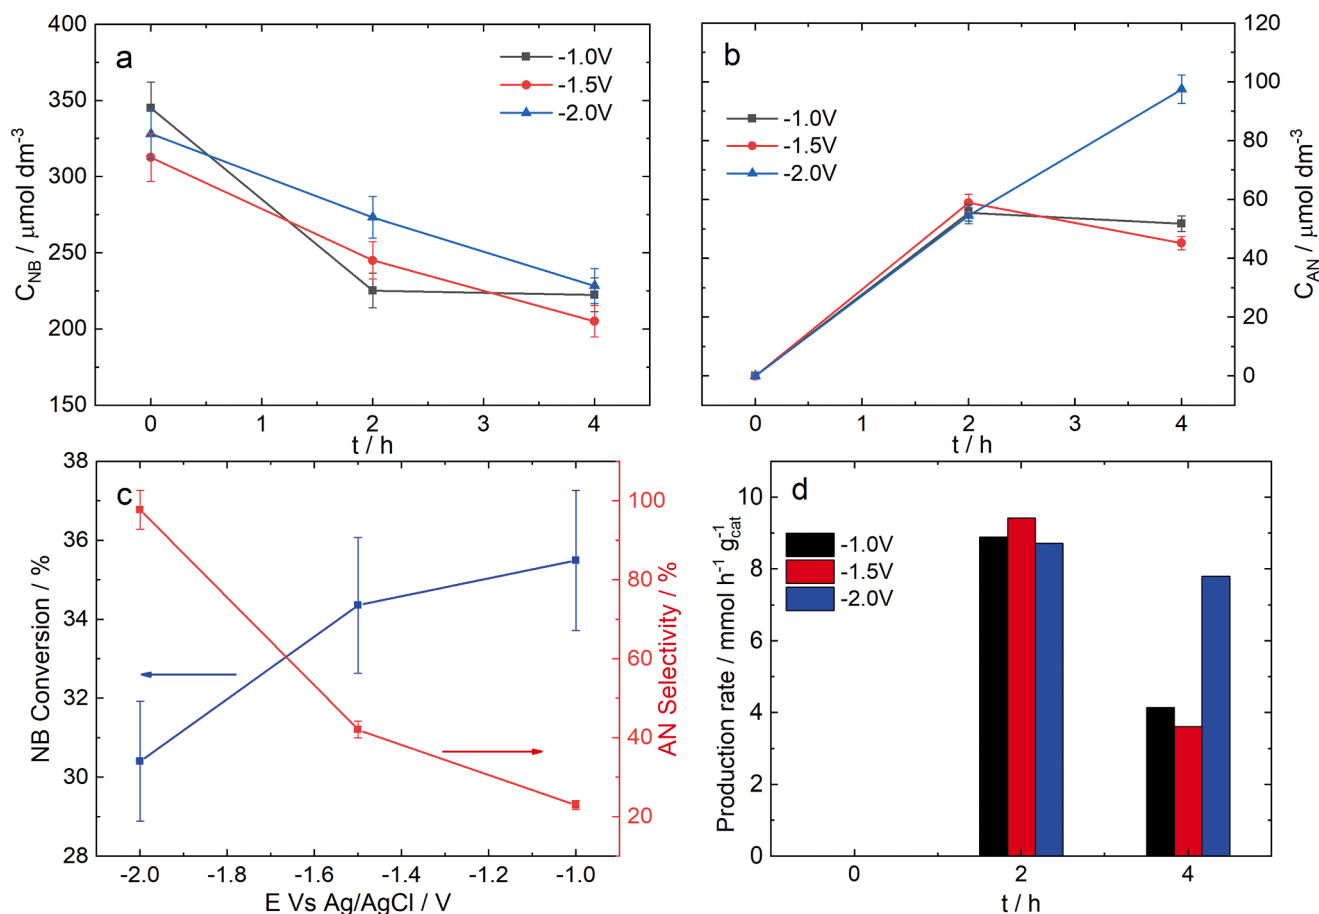 a
-1.0V
-1.5V
-2.0V
400
350
300
250
200
150
C_NB / μmol dm⁻³
0 1 2 3 4
t / h
b
-1.0V
-1.5V
-2.0V
120
100
80
60
40
20
0
C_AN / μmol dm⁻³
0 1 2 3 4
t / h
c
38
36
34
32
30
28
NB Conversion / %
100
80
60
40
20
AN Selectivity / %
-2.0 -1.8 -1.6 -1.4 -1.2 -1.0
E Vs Ag/AgCl / V
d
-1.0V
-1.5V
-2.0V
10
8
6
4
2
0
Production rate / mmol h⁻¹ g_cat⁻¹
0 2 4
t / h